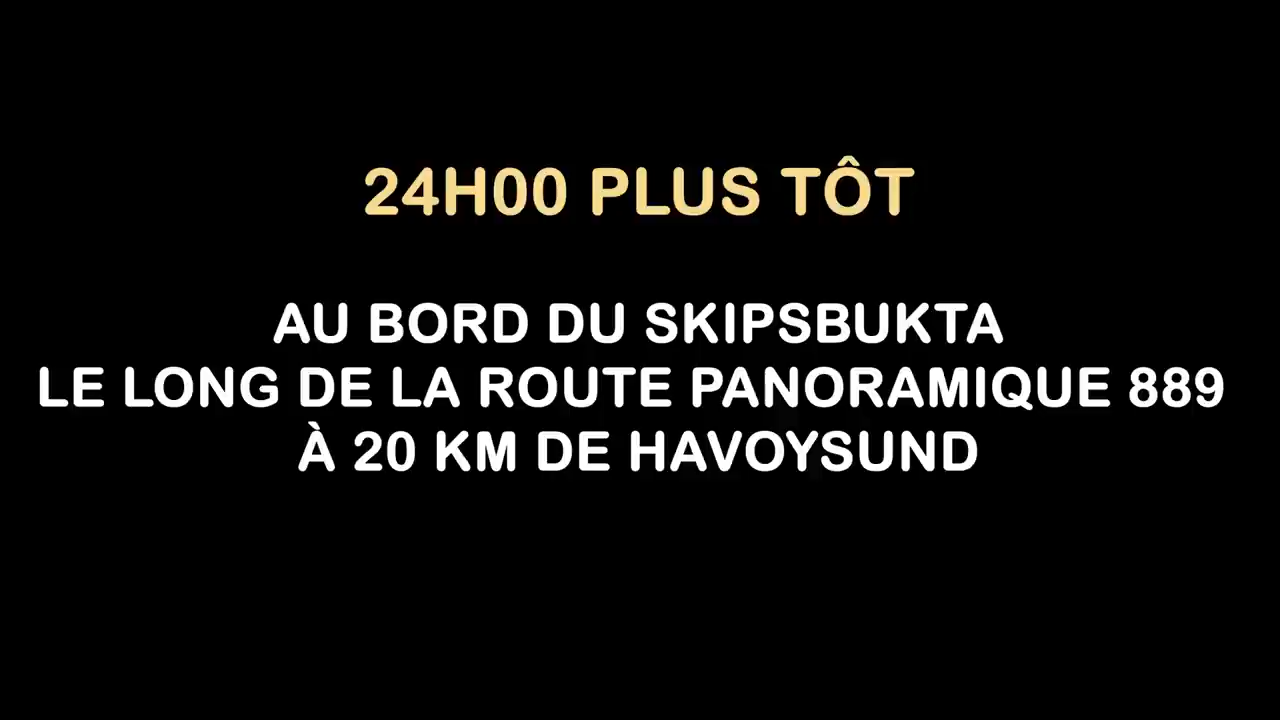 24H00 PLUS TÔT
AU BORD DU SKIPSBUKTA
LE LONG DE LA ROUTE PANORAMIQUE 889
À 20 KM DE HAVOYSUND